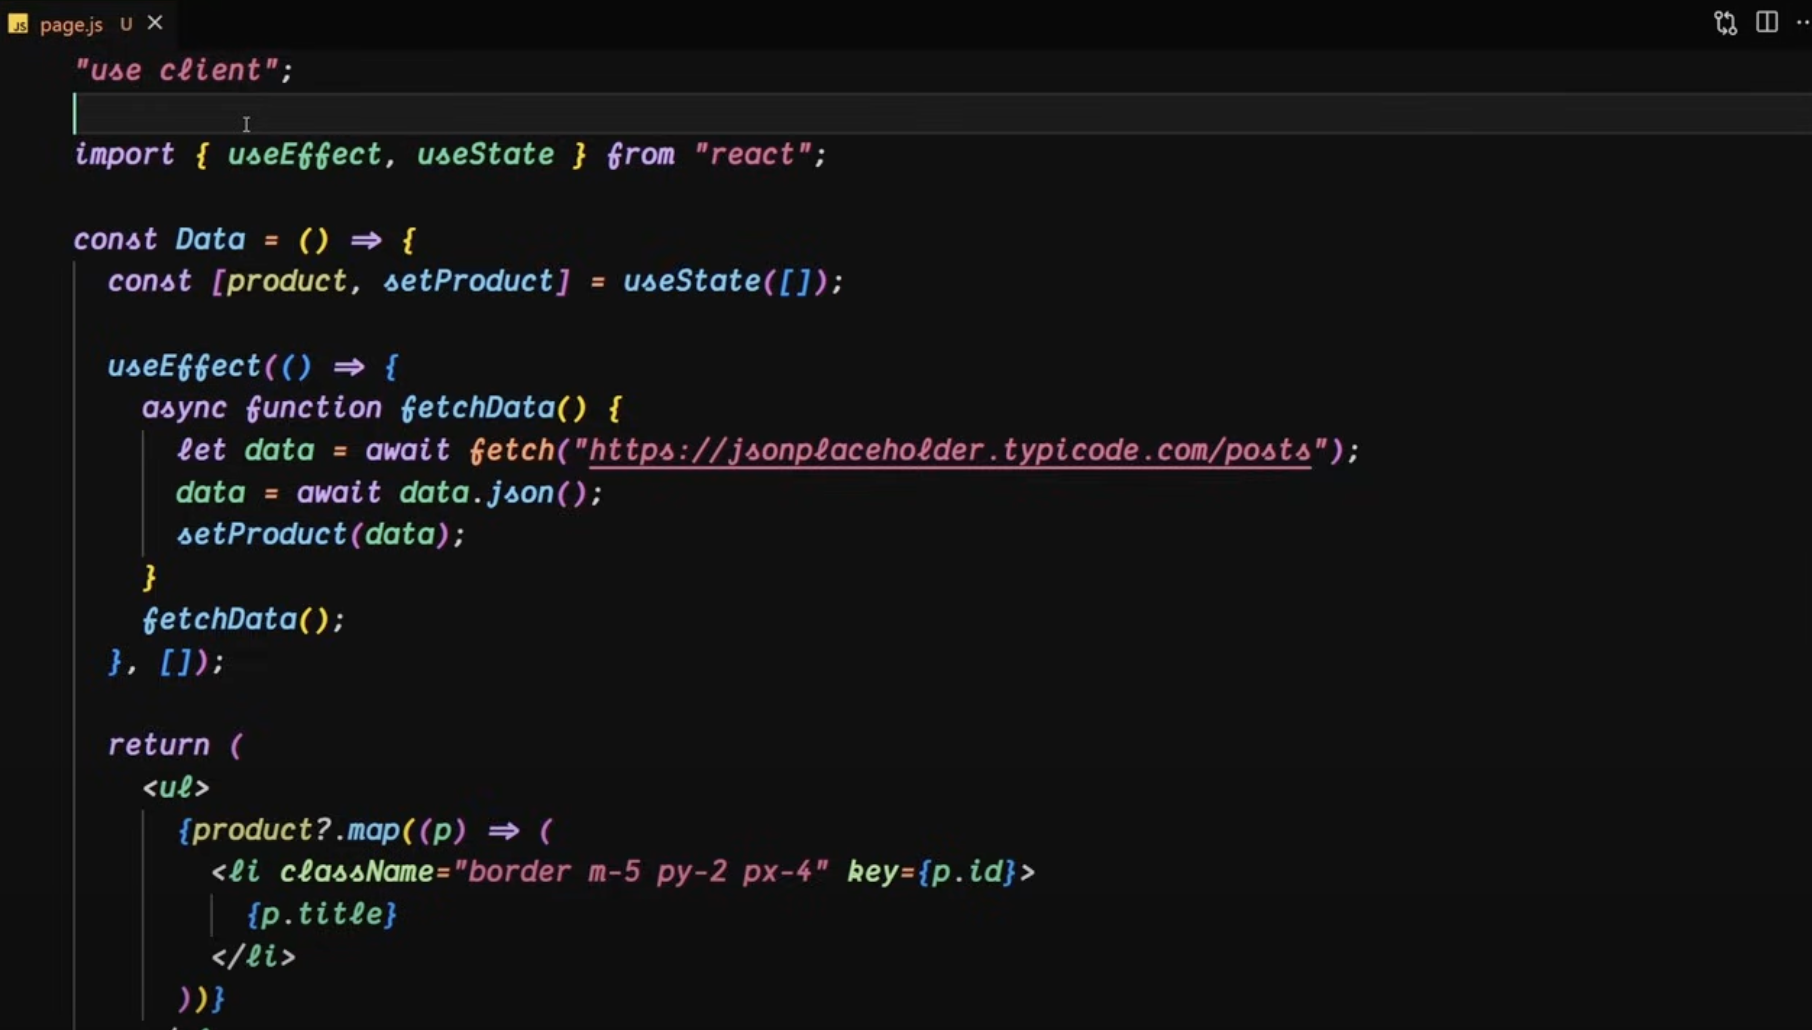 JS page.js U
"use client";
import { useEffect, useState } from "react";
const Data = () => {
const [product, setProduct] = useState([]);
useEffect(() => {
async function fetchData() {
let data = await fetch("https://jsonplaceholder.typicode.com/posts");
data = await data.json();
setProduct(data);
}
fetchData();
}, []);
return (
<ul>
{product?.map((p) => (
<li className="border m-5 py-2 px-4" key={p.id}>
{p.title}
</li>
))}